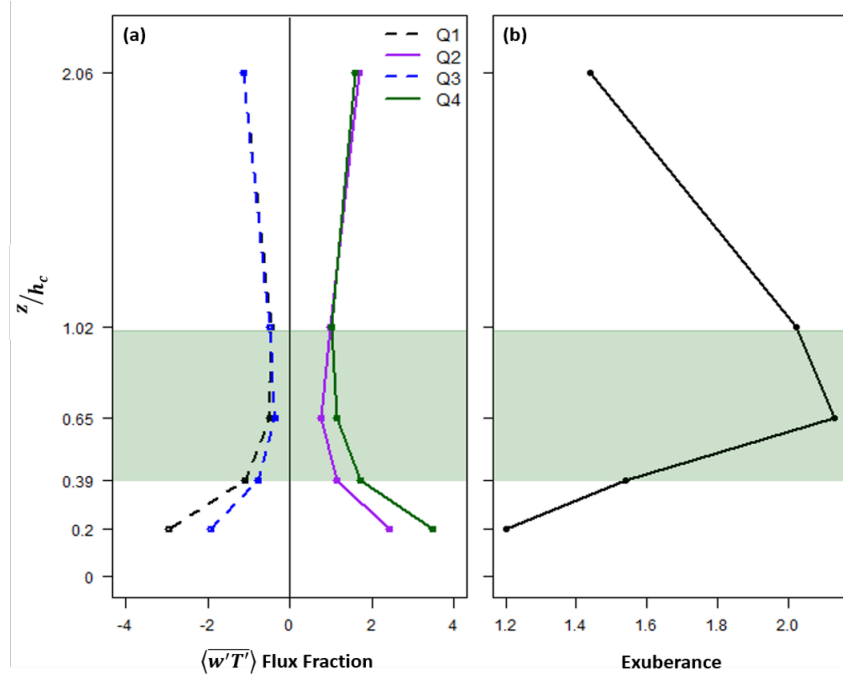 (a)
Q1
Q2
Q3
Q4
(b)
2.06
1.02
0.65
0.39
0.2
0
z/h_c
-4 -2 0 2 4
1.2 1.4 1.6 1.8 2.0
⟨\overline{w'T'}⟩ Flux Fraction
Exuberance